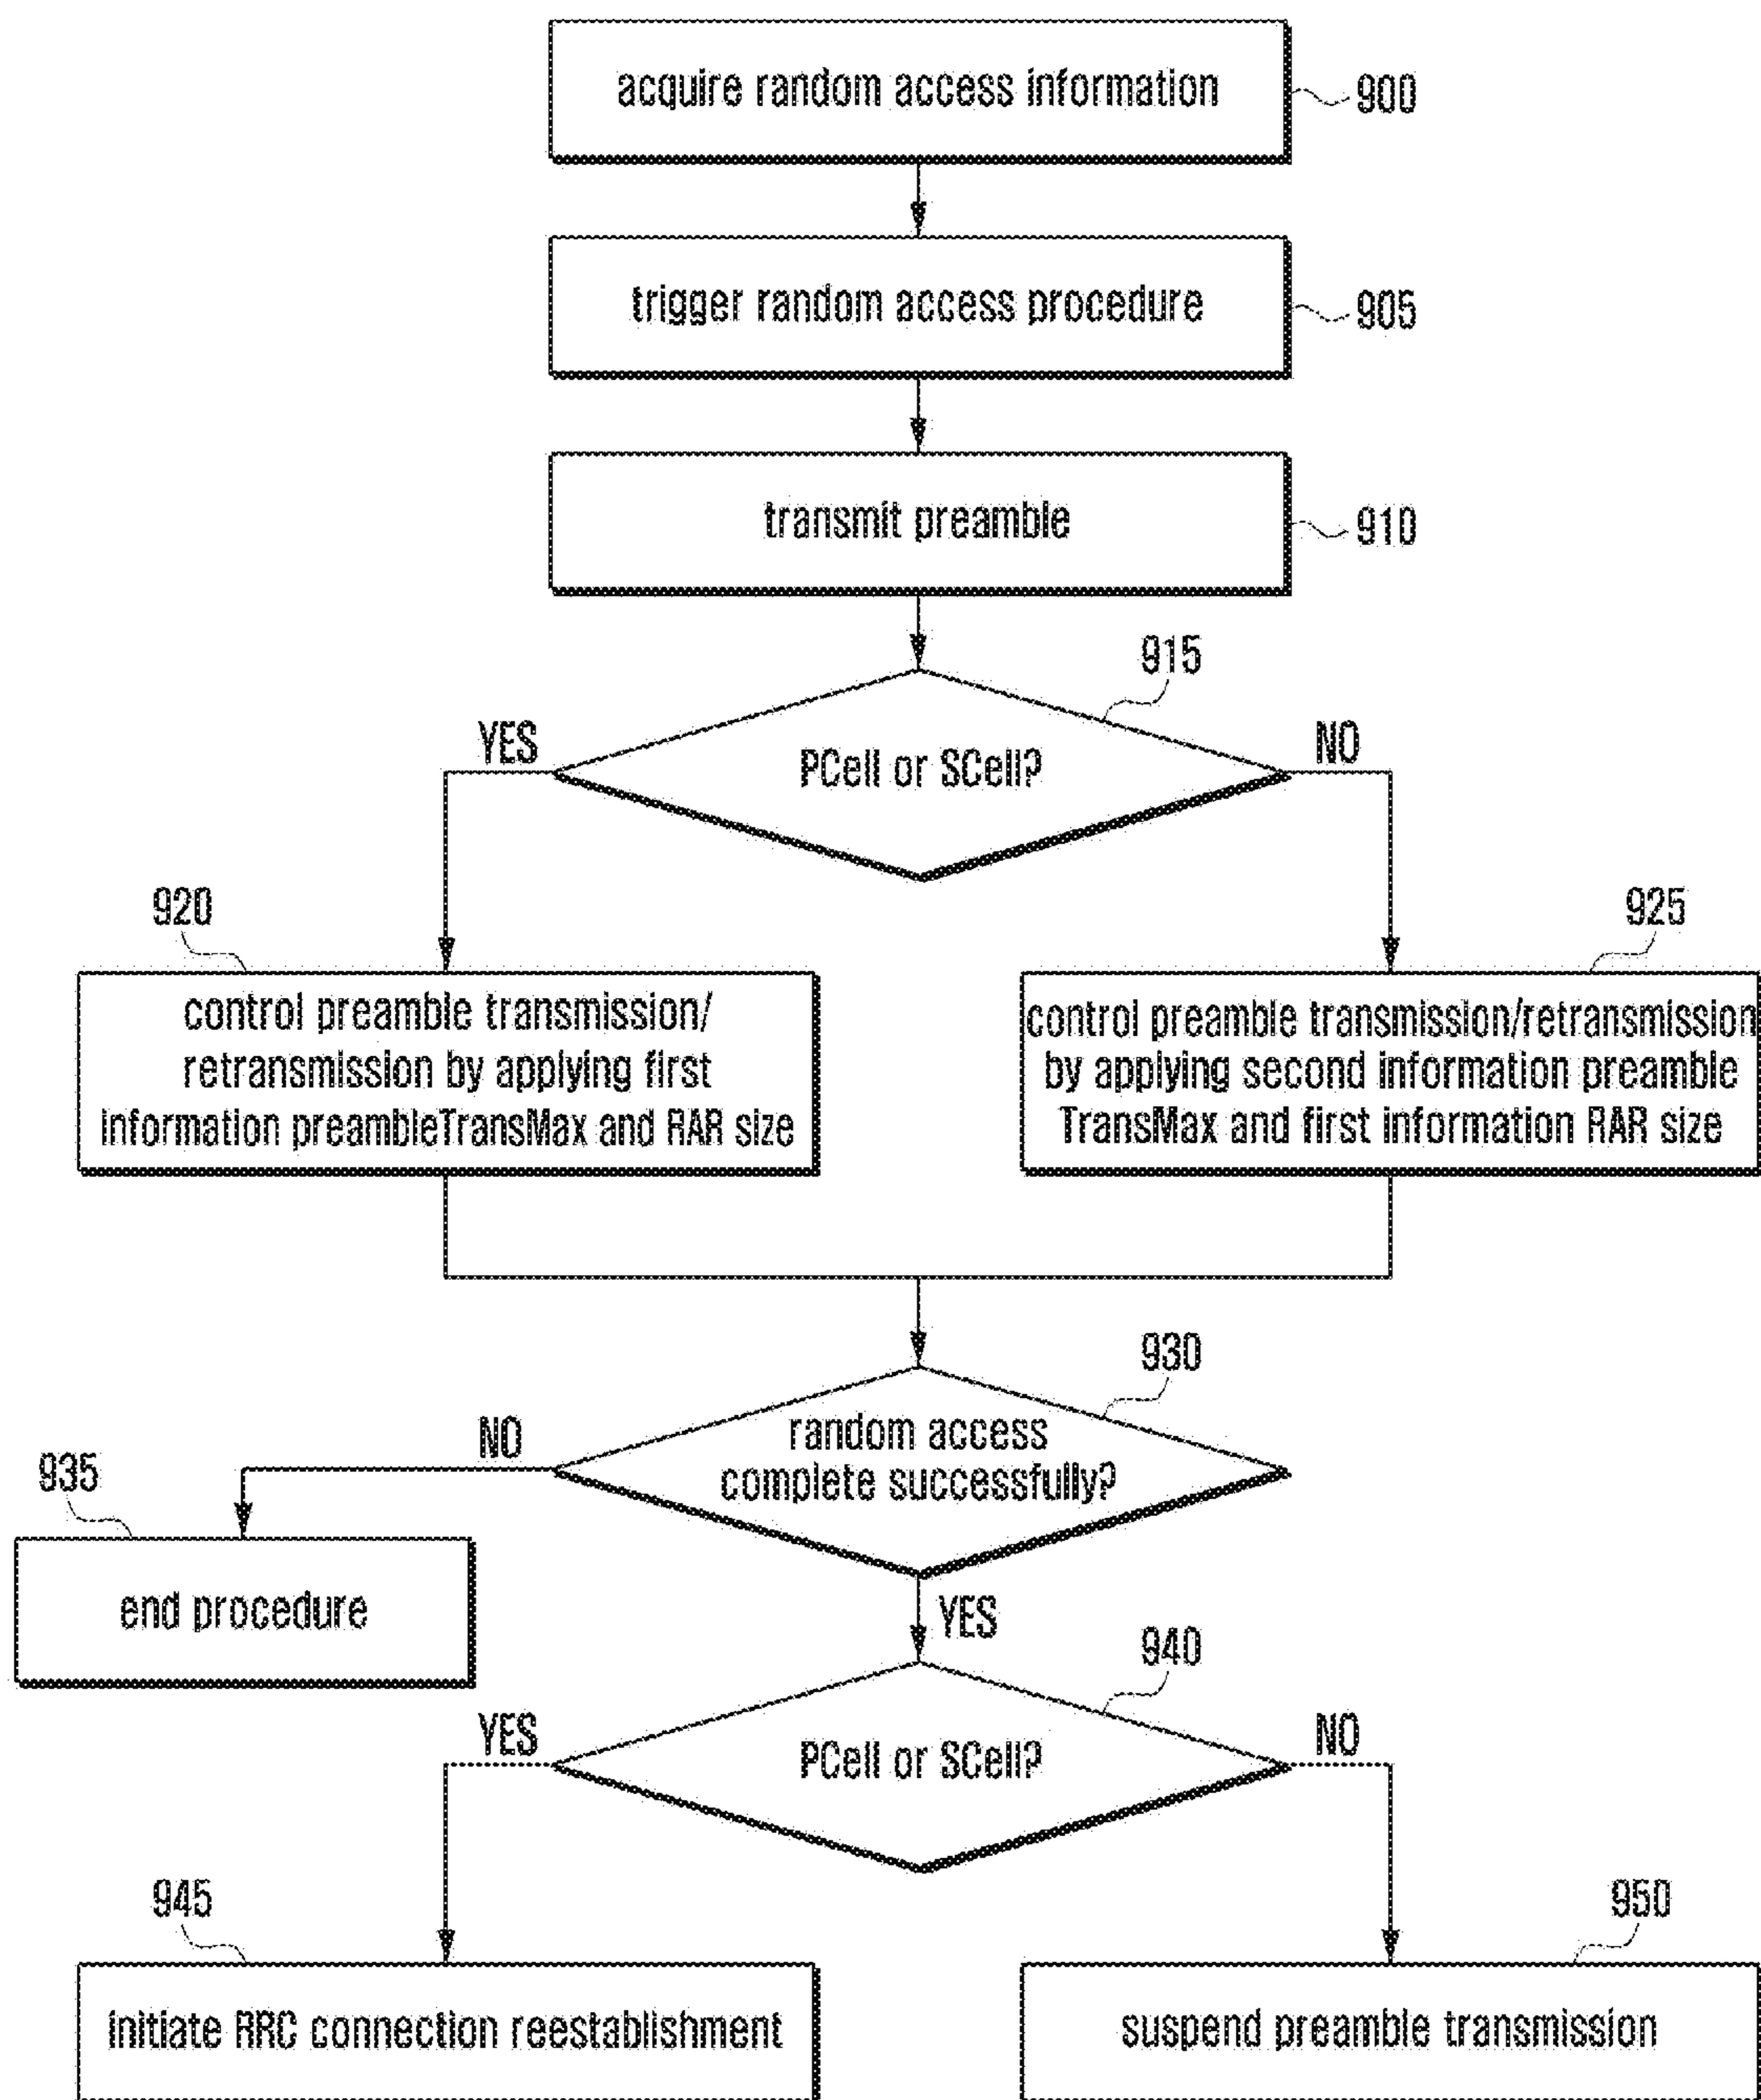 acquire random access information
900
trigger random access procedure
905
transmit preamble
910
915
YES
PCell or SCell?
NO
920
925
control preamble transmission/
retransmission by applying first
information preambleTransMax and RAR size
control preamble transmission/retransmission
by applying second information preamble
TransMax and first information RAR size
930
NO
random access
complete successfully?
935
end procedure
YES
940
YES
PCell or SCell?
NO
945
950
initiate RRC connection reestablishment
suspend preamble transmission